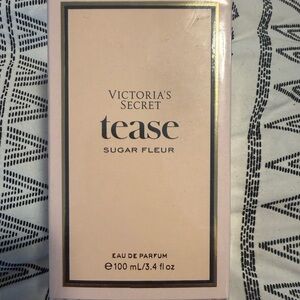 VICTORIA'S
SECRET
tease
SUGAR FLEUR
EAU DE PARFUM
℮ 100 mL/3.4 fl oz